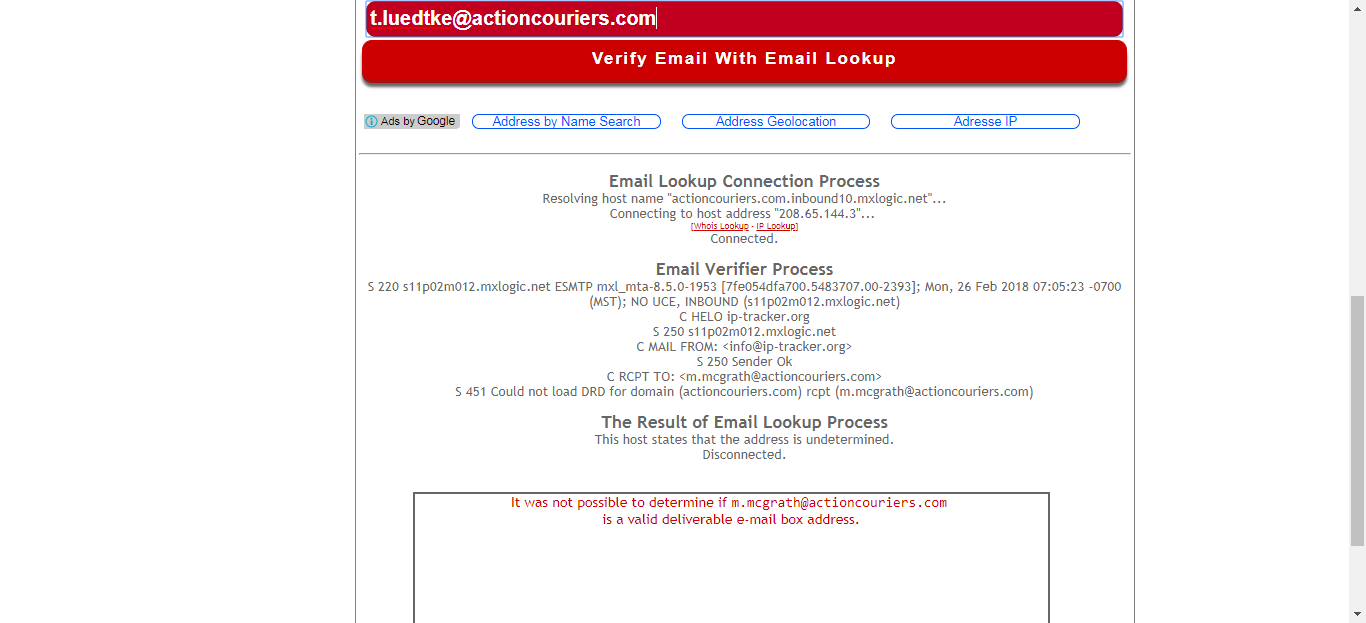 t.luedtke@actioncouriers.com
Verify Email With Email Lookup
Ads by Google Address by Name Search Address Geolocation Adresse IP
Email Lookup Connection Process
Resolving host name "actioncouriers.com.inbound10.mxlogic.net"...
Connecting to host address "208.65.144.3"...
[Whois Lookup - IP Lookup]
Connected.
Email Verifier Process
S 220 s11p02m012.mxlogic.net ESMTP mxl_mta-8.5.0-1953 [7fe054dfa700.5483707.00-2393]; Mon, 26 Feb 2018 07:05:23 -0700
(MST); NO UCE, INBOUND (s11p02m012.mxlogic.net)
C HELO ip-tracker.org
S 250 s11p02m012.mxlogic.net
C MAIL FROM: <info@ip-tracker.org>
S 250 Sender Ok
C RCPT TO: <m.mcgrath@actioncouriers.com>
S 451 Could not load DRD for domain (actioncouriers.com) rcpt (m.mcgrath@actioncouriers.com)
The Result of Email Lookup Process
This host states that the address is undetermined.
Disconnected.
It was not possible to determine if m.mcgrath@actioncouriers.com
is a valid deliverable e-mail box address.